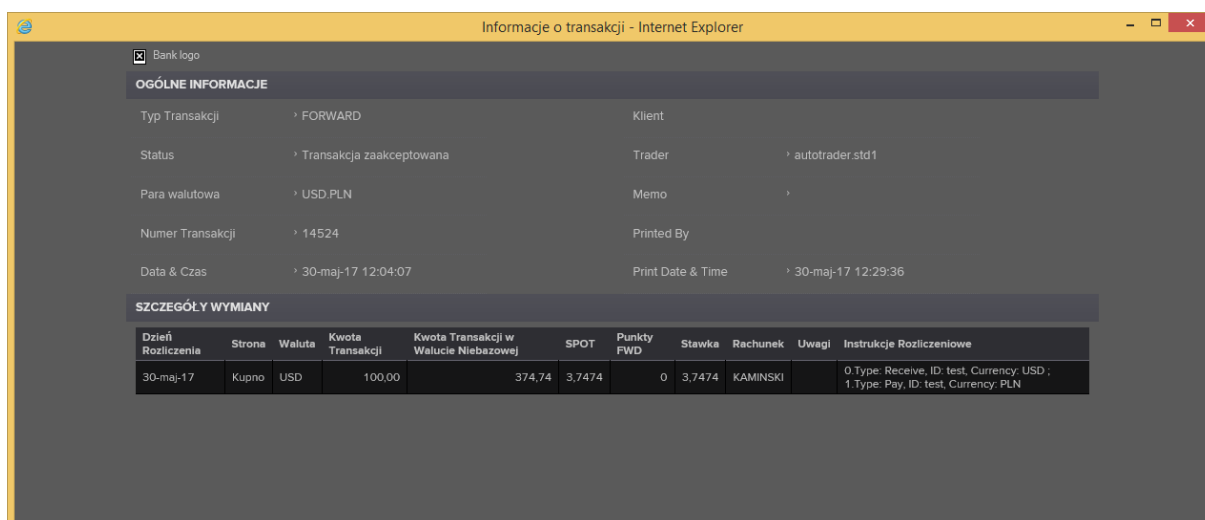 Informacje o transakcji - Internet Explorer
Bank logo
OGÓLNE INFORMACJE
Typ Transakcji › FORWARD Klient
Status › Transakcja zaakceptowana Trader › autotrader.std1
Para walutowa › USD.PLN Memo ›
Numer Transakcji › 14524 Printed By
Data & Czas › 30-maj-17 12:04:07 Print Date & Time › 30-maj-17 12:29:36
SZCZEGÓŁY WYMIANY
Dzień Rozliczenia Strona Waluta Kwota Transakcji Kwota Transakcji w Walucie Niebazowej SPOT Punkty FWD Stawka Rachunek Uwagi Instrukcje Rozliczeniowe
30-maj-17 Kupno USD 100,00 374,74 3,7474 0 3,7474 KAMINSKI 0.Type: Receive, ID: test, Currency: USD ;
1.Type: Pay, ID: test, Currency: PLN